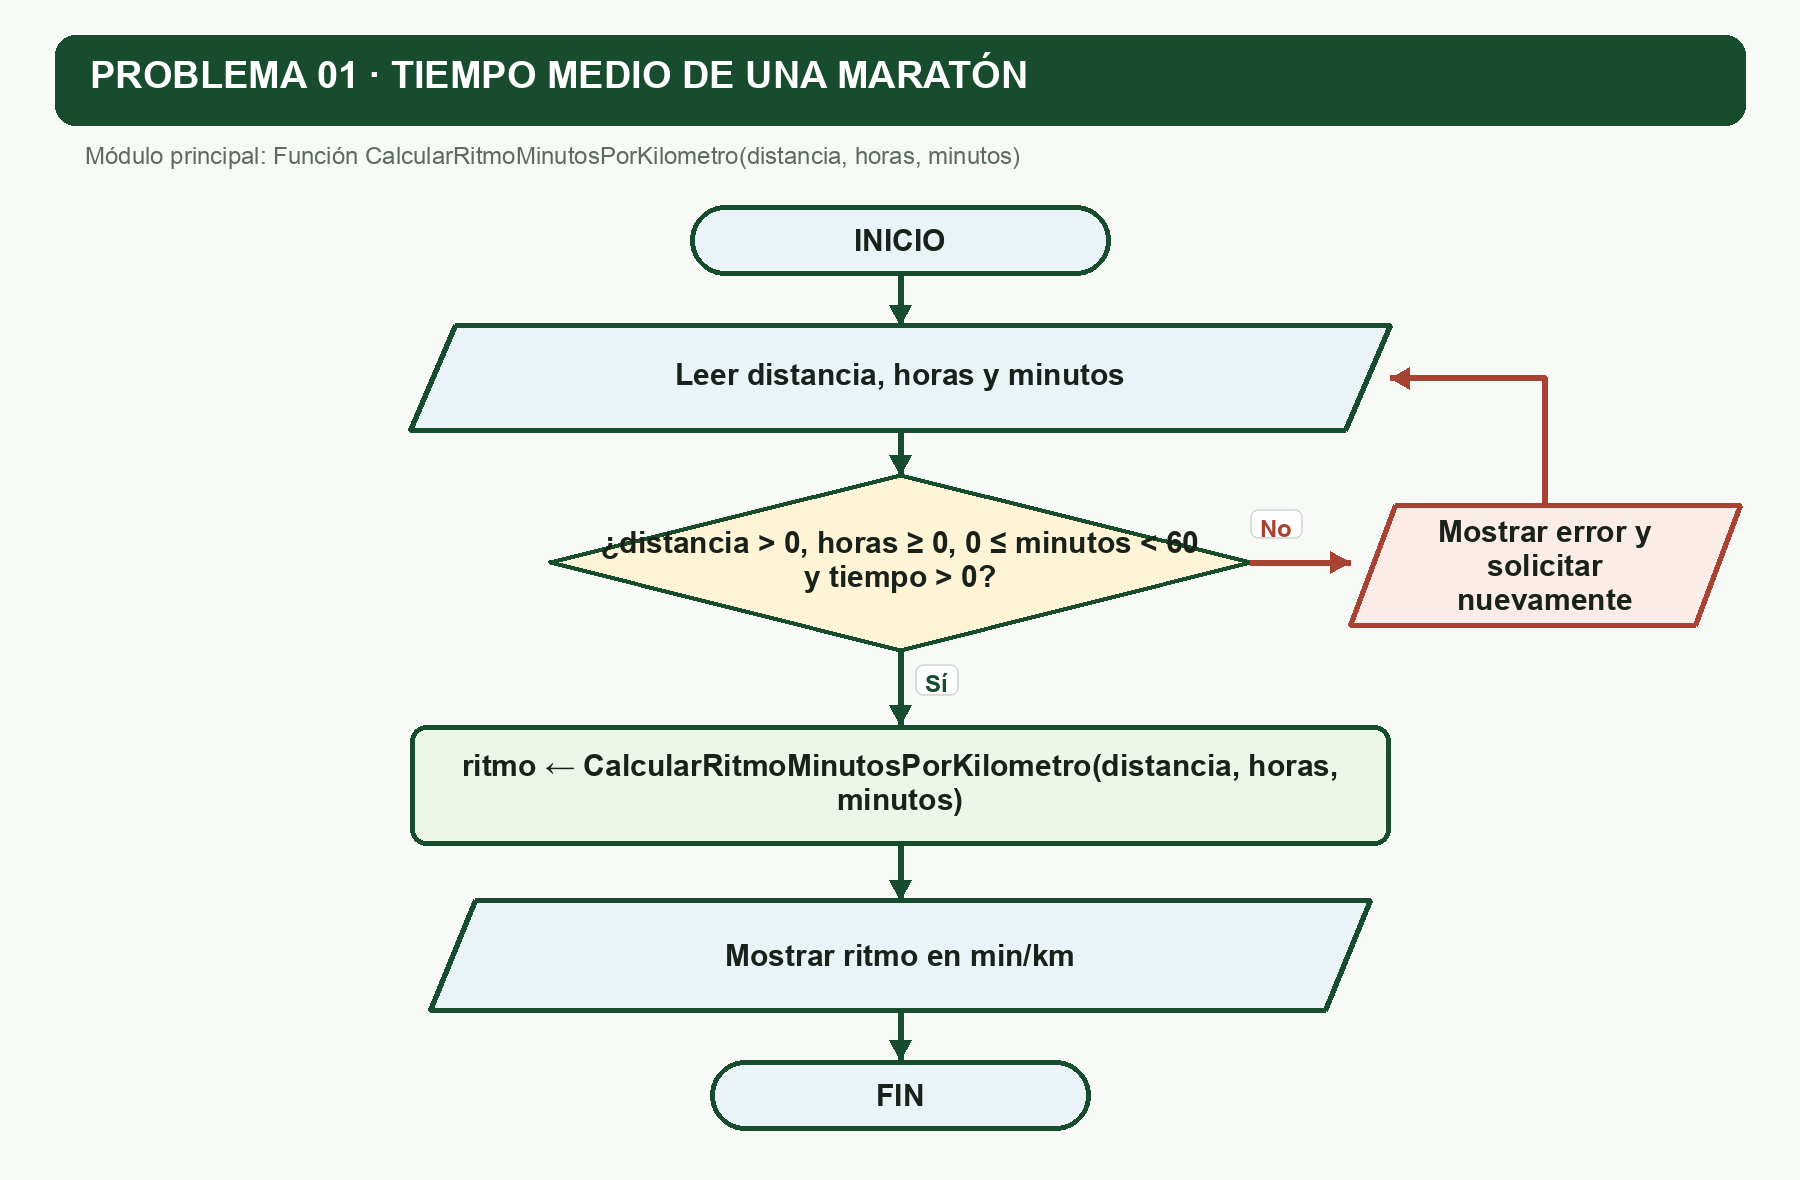 PROBLEMA 01 · TIEMPO MEDIO DE UNA MARATÓN
Módulo principal: Función CalcularRitmoMinutosPorKilometro(distancia, horas, minutos)
INICIO
Leer distancia, horas y minutos
¿distancia > 0, horas ≥ 0, 0 ≤ minutos < 60
y tiempo > 0?
No
Mostrar error y
solicitar
nuevamente
Sí
ritmo ← CalcularRitmoMinutosPorKilometro(distancia, horas,
minutos)
Mostrar ritmo en min/km
FIN